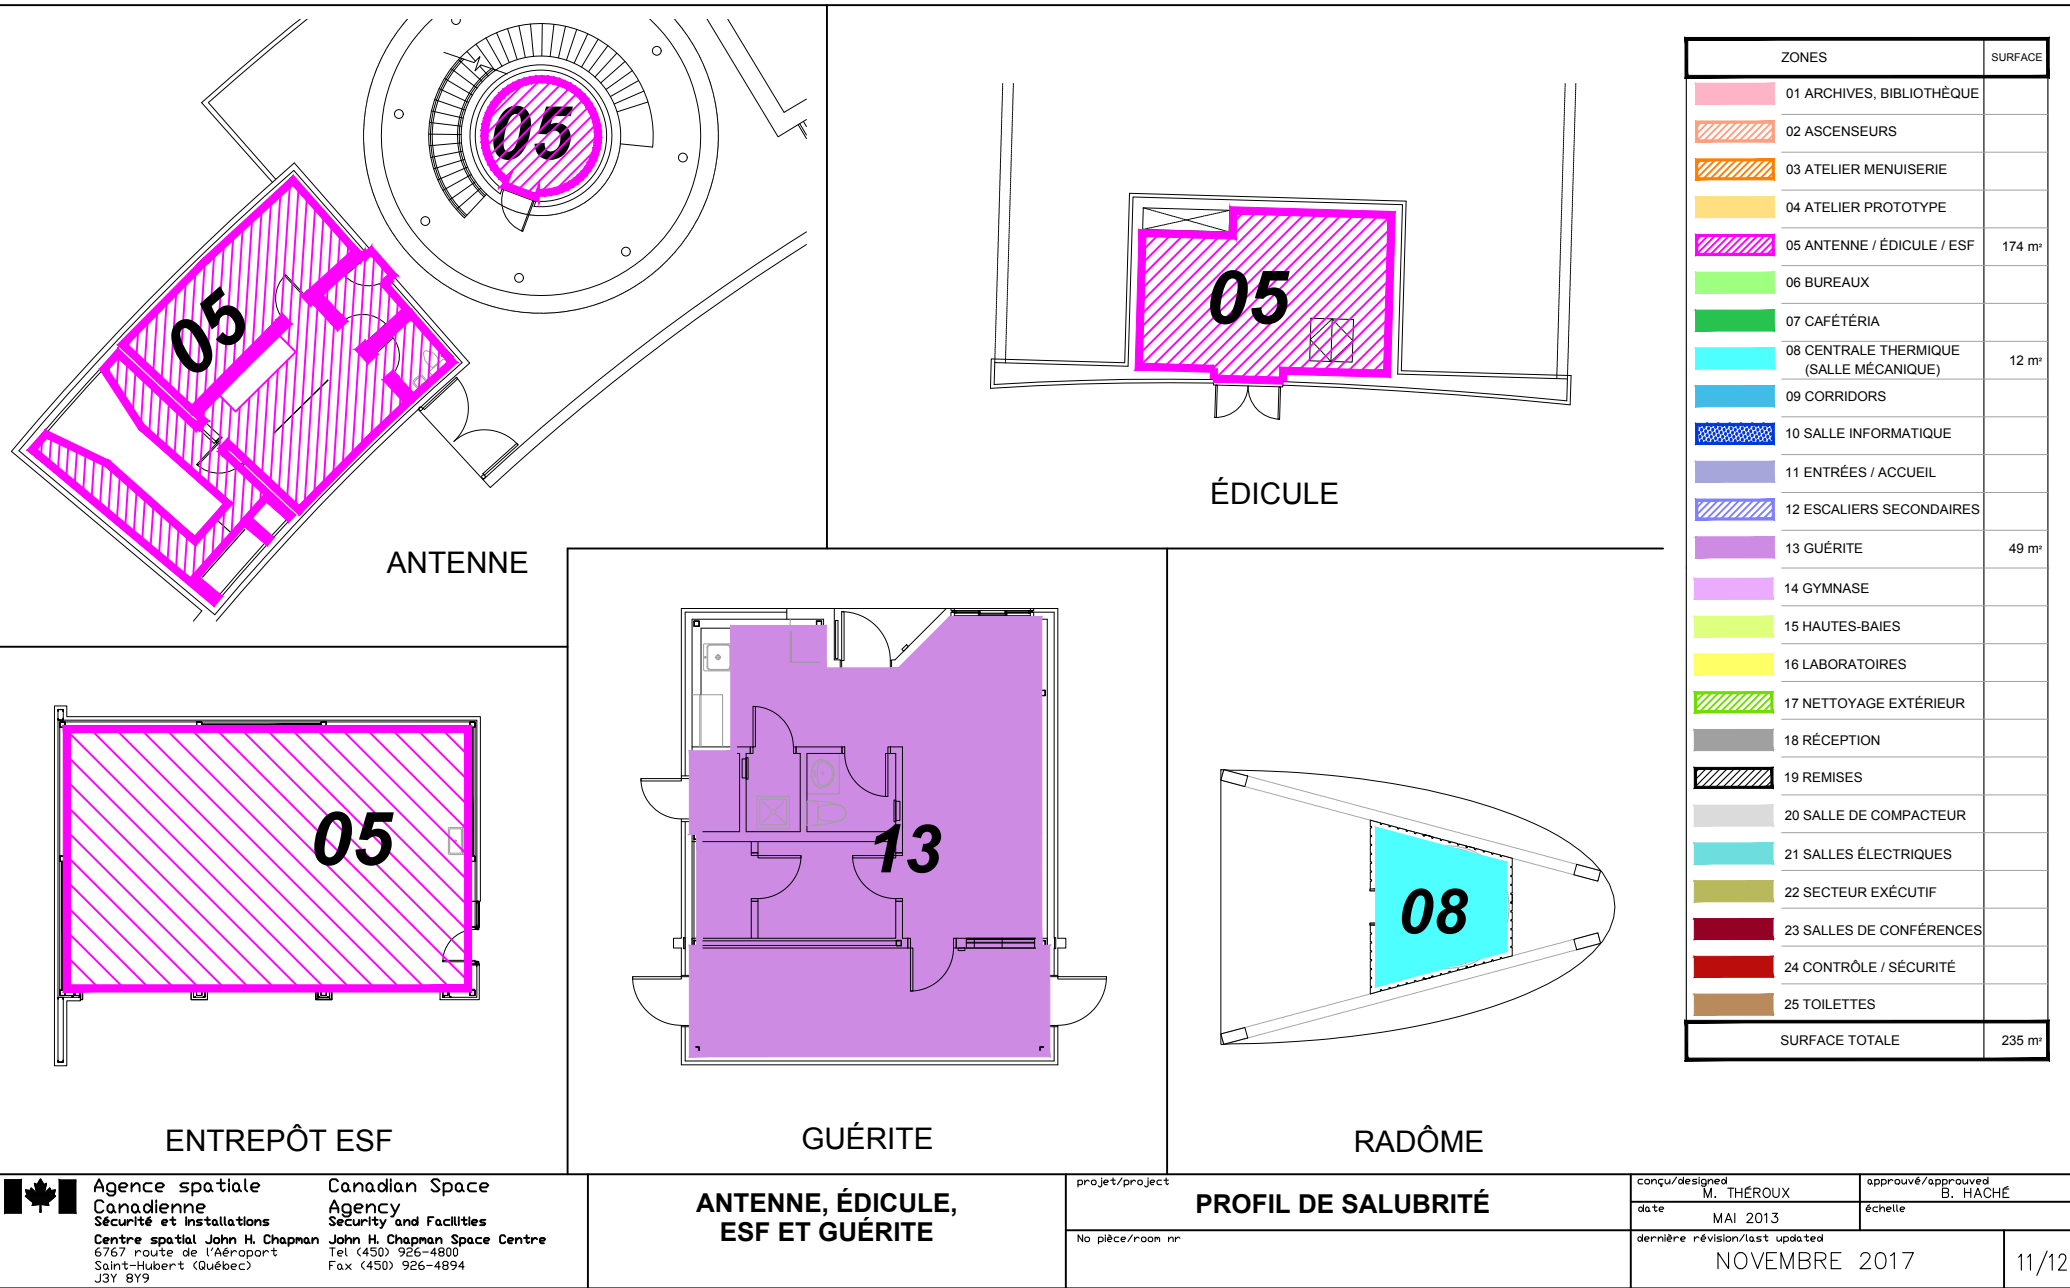 05
05
ANTENNE
05
ÉDICULE
05
ENTREPÔT ESF
13
GUÉRITE
08
RADÔME
ZONES SURFACE
01 ARCHIVES, BIBLIOTHÈQUE
02 ASCENSEURS
03 ATELIER MENUISERIE
04 ATELIER PROTOTYPE
05 ANTENNE / ÉDICULE / ESF 174 m²
06 BUREAUX
07 CAFÉTÉRIA
08 CENTRALE THERMIQUE
(SALLE MÉCANIQUE) 12 m²
09 CORRIDORS
10 SALLE INFORMATIQUE
11 ENTRÉES / ACCUEIL
12 ESCALIERS SECONDAIRES
13 GUÉRITE 49 m²
14 GYMNASE
15 HAUTES-BAIES
16 LABORATOIRES
17 NETTOYAGE EXTÉRIEUR
18 RÉCEPTION
19 REMISES
20 SALLE DE COMPACTEUR
21 SALLES ÉLECTRIQUES
22 SECTEUR EXÉCUTIF
23 SALLES DE CONFÉRENCES
24 CONTRÔLE / SÉCURITÉ
25 TOILETTES
SURFACE TOTALE 235 m²
Agence spatiale
Canadienne
Sécurité et Installations
Centre spatial John H. Chapman
6767 route de l'Aéroport
Saint-Hubert (Québec)
J3Y 8Y9
Canadian Space
Agency
Security and Facilities
John H. Chapman Space Centre
Tel (450) 926-4800
Fax (450) 926-4894
ANTENNE, ÉDICULE,
ESF ET GUÉRITE
projet/project
PROFIL DE SALUBRITÉ
No pièce/room nr
conçu/designed
M. THÉROUX
approuvé/approuved
B. HACHÉ
date
MAI 2013
échelle
dernière révision/last updated
NOVEMBRE 2017
11/12